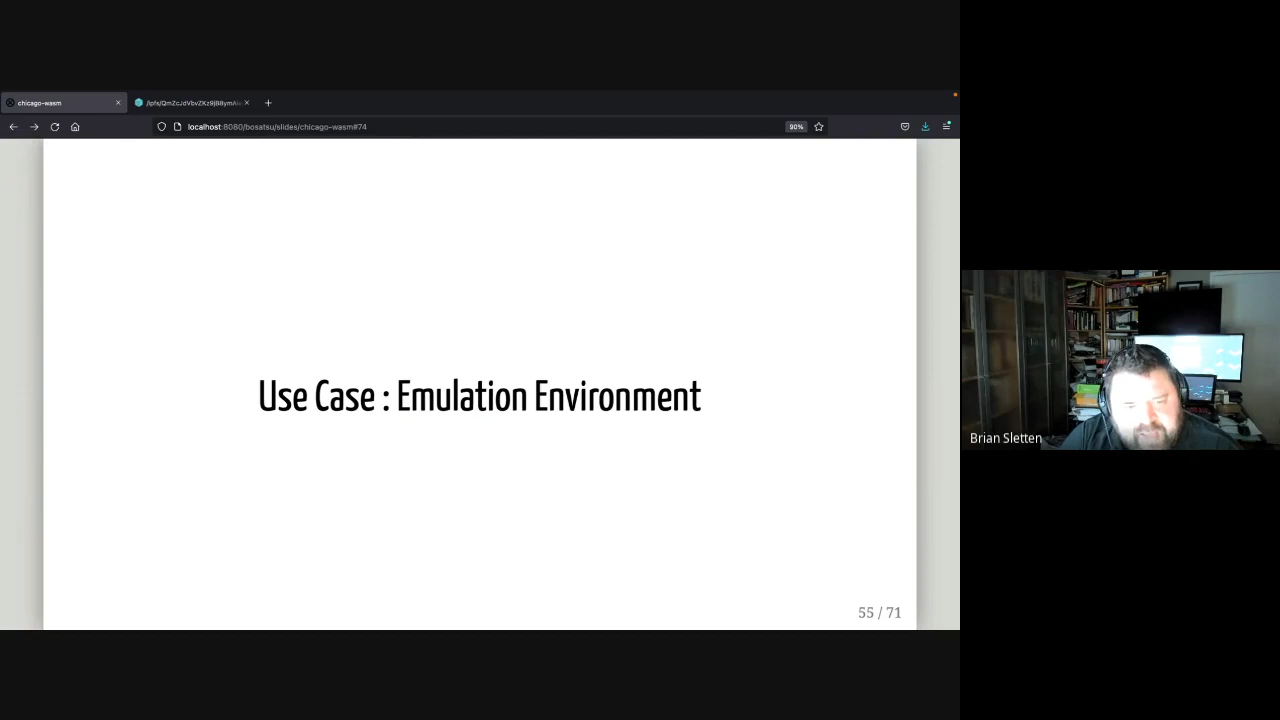 chicago-wasm
localhost:8080/bosatsu/slides/chicago-wasm#74
90%
Use Case : Emulation Environment
55 / 71
Brian Sletten